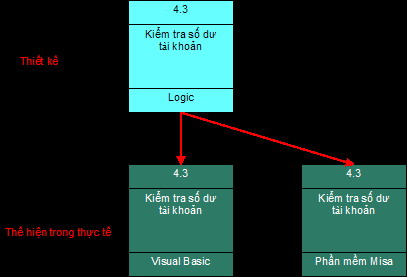 4.3
Kiểm tra số dư
tài khoản
Thiết kế
Logic
4.3
4.3
Kiểm tra số dư
tài khoản
Kiểm tra số dư
tài khoản
Thể hiện trong thực tế
Visual Basic
Phần mềm Misa